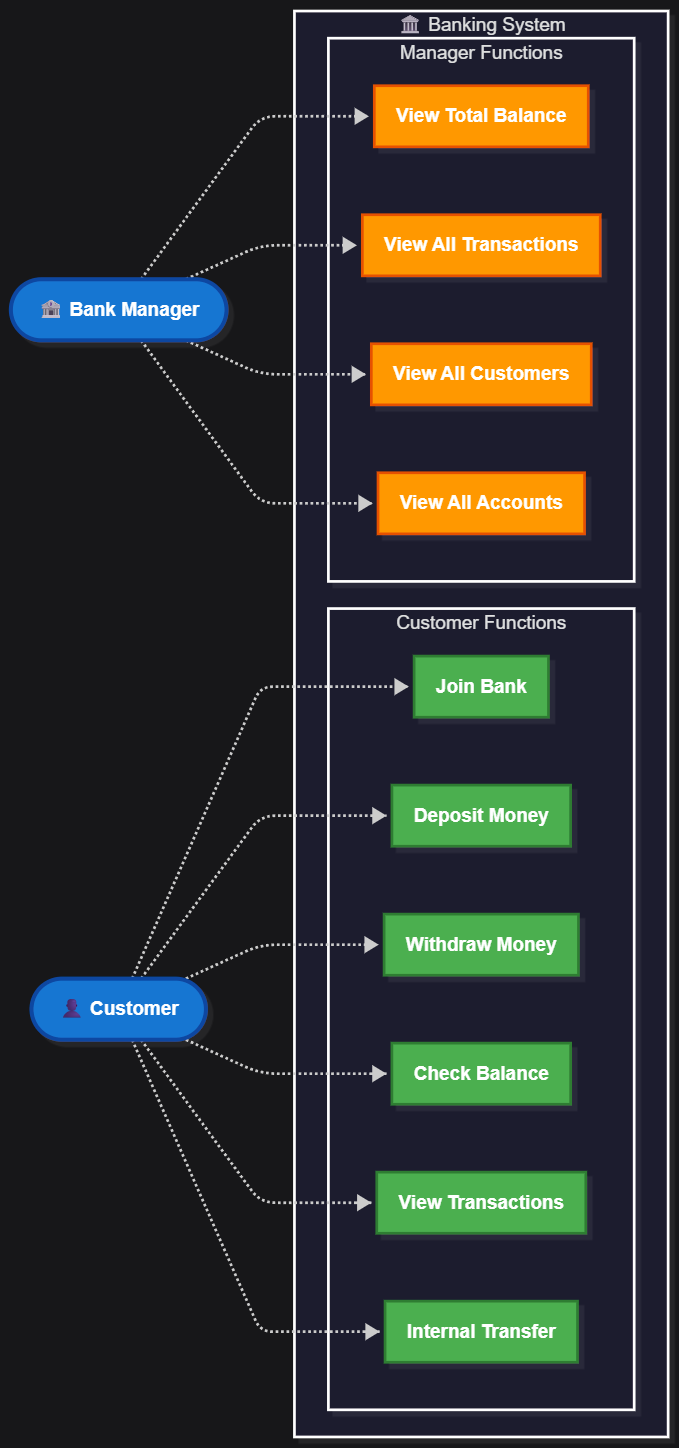 🏛️ Banking System
Manager Functions
View Total Balance
View All Transactions
🏦 Bank Manager
View All Customers
View All Accounts
Customer Functions
Join Bank
Deposit Money
Withdraw Money
👤 Customer
Check Balance
View Transactions
Internal Transfer